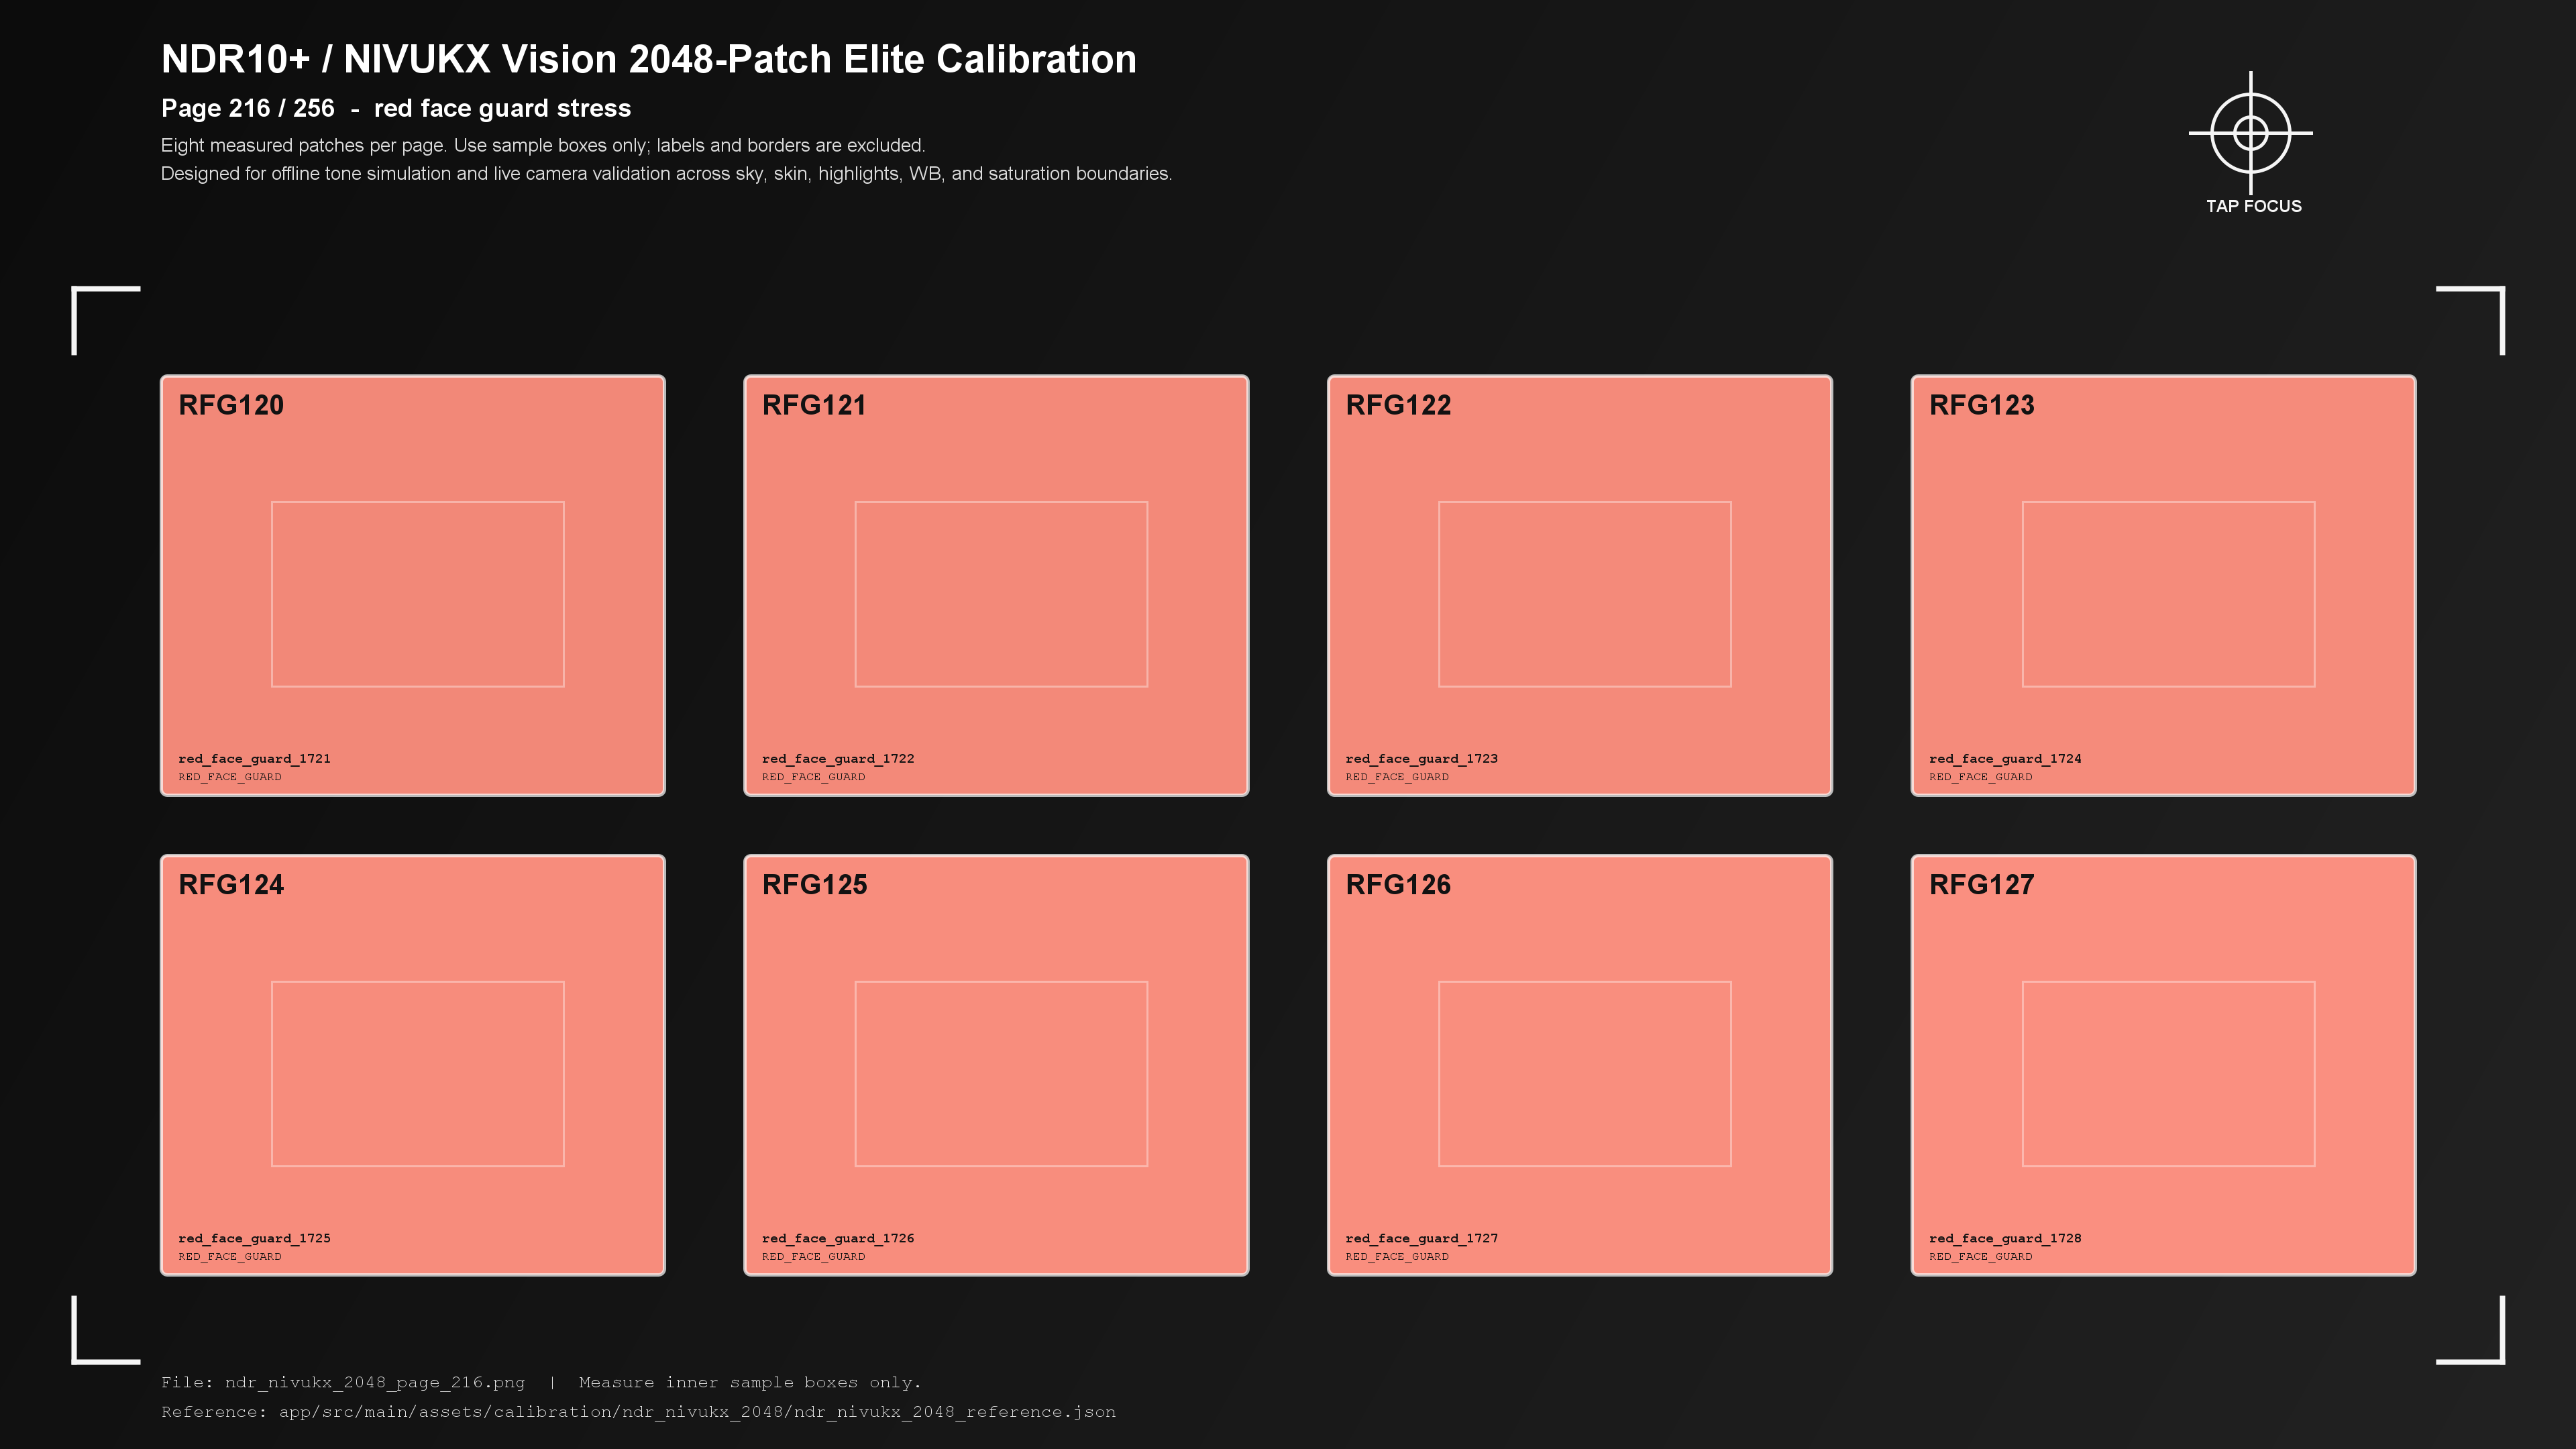 NDR10+ / NIVUKX Vision 2048-Patch Elite Calibration
Page 216 / 256 - red face guard stress
Eight measured patches per page. Use sample boxes only; labels and borders are excluded.
Designed for offline tone simulation and live camera validation across sky, skin, highlights, WB, and saturation boundaries.
TAP FOCUS
RFG120
red_face_guard_1721
RED_FACE_GUARD
RFG121
red_face_guard_1722
RED_FACE_GUARD
RFG122
red_face_guard_1723
RED_FACE_GUARD
RFG123
red_face_guard_1724
RED_FACE_GUARD
RFG124
red_face_guard_1725
RED_FACE_GUARD
RFG125
red_face_guard_1726
RED_FACE_GUARD
RFG126
red_face_guard_1727
RED_FACE_GUARD
RFG127
red_face_guard_1728
RED_FACE_GUARD
File: ndr_nivukx_2048_page_216.png | Measure inner sample boxes only.
Reference: app/src/main/assets/calibration/ndr_nivukx_2048/ndr_nivukx_2048_reference.json